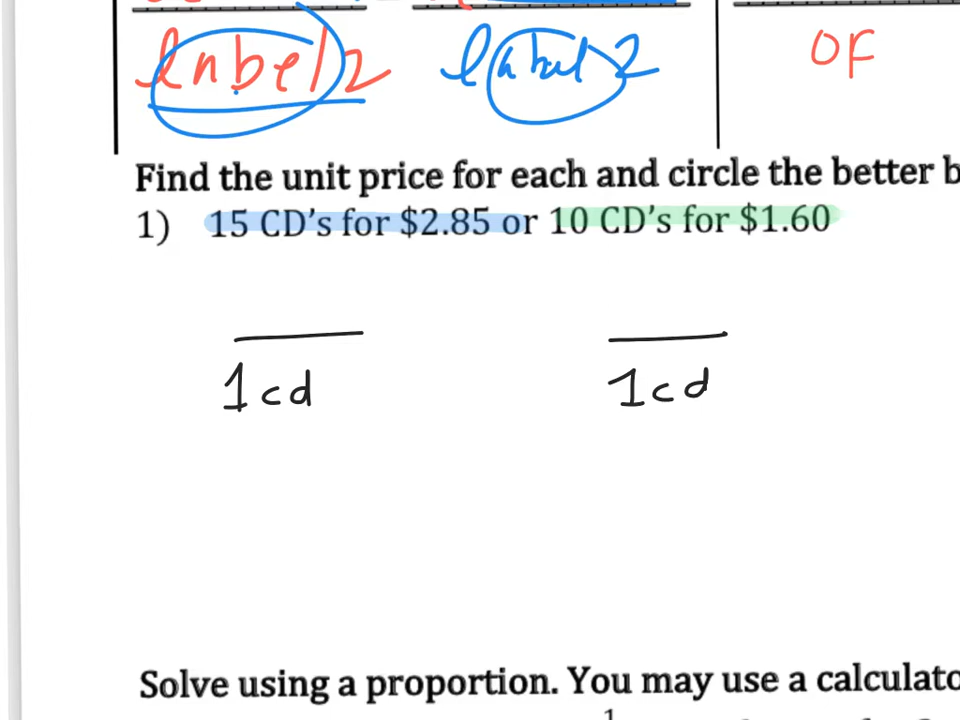 label 2 label 2 OF
Find the unit price for each and circle the better b
1) 15 CD's for $2.85 or 10 CD's for $1.60
1cd 1cd
Solve using a proportion. You may use a calculato